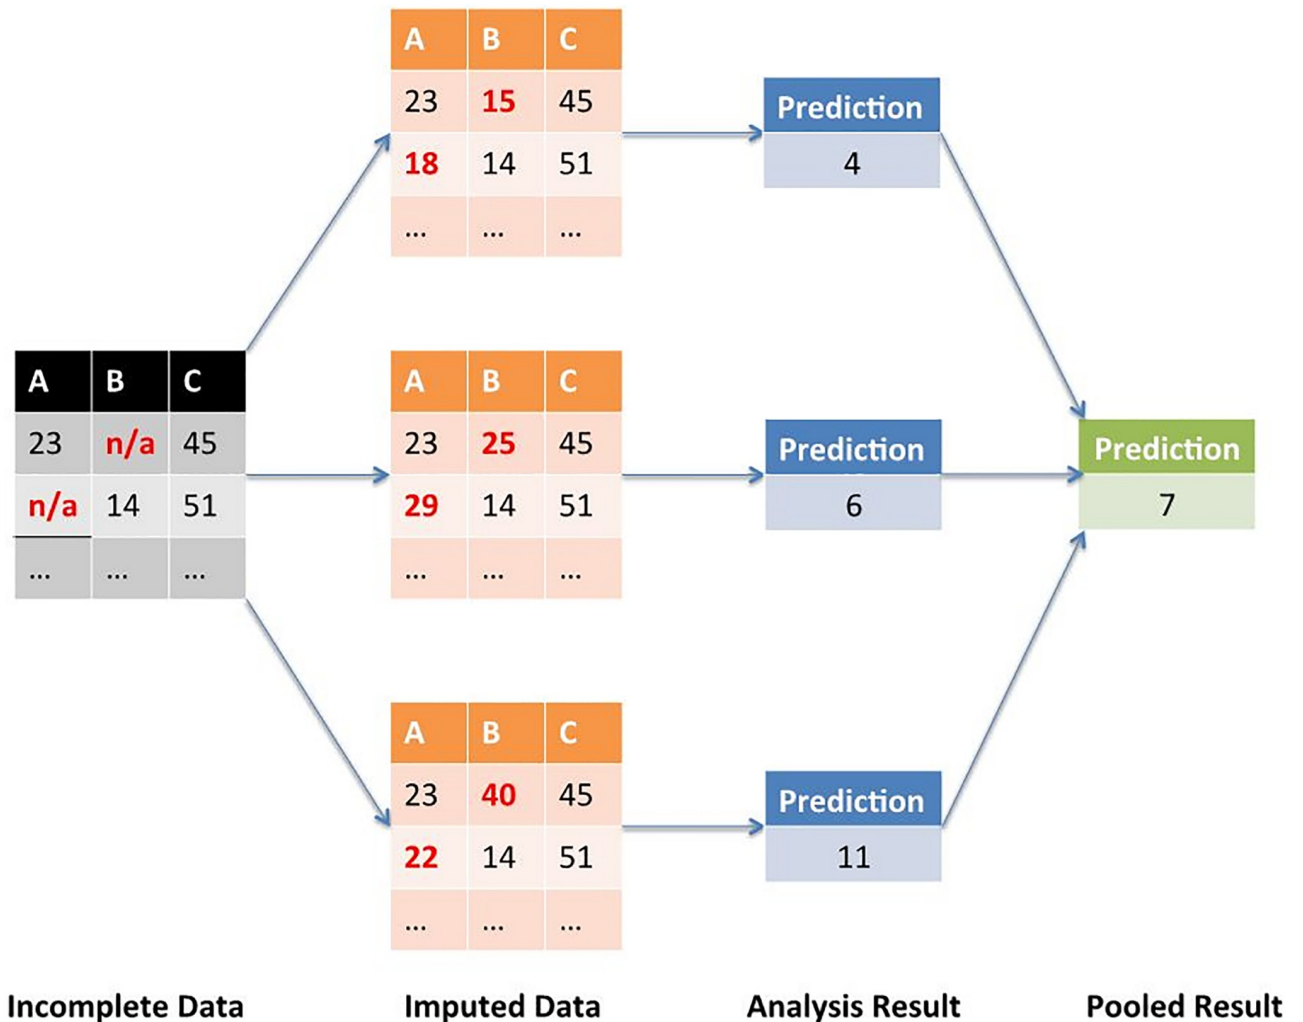 A B C
23 n/a 45
n/a 14 51
... ... ...
A B C
23 15 45
18 14 51
... ... ...
A B C
23 25 45
29 14 51
... ... ...
A B C
23 40 45
22 14 51
... ... ...
Prediction
4
Prediction
6
Prediction
11
Prediction
7
Incomplete Data
Imputed Data
Analysis Result
Pooled Result